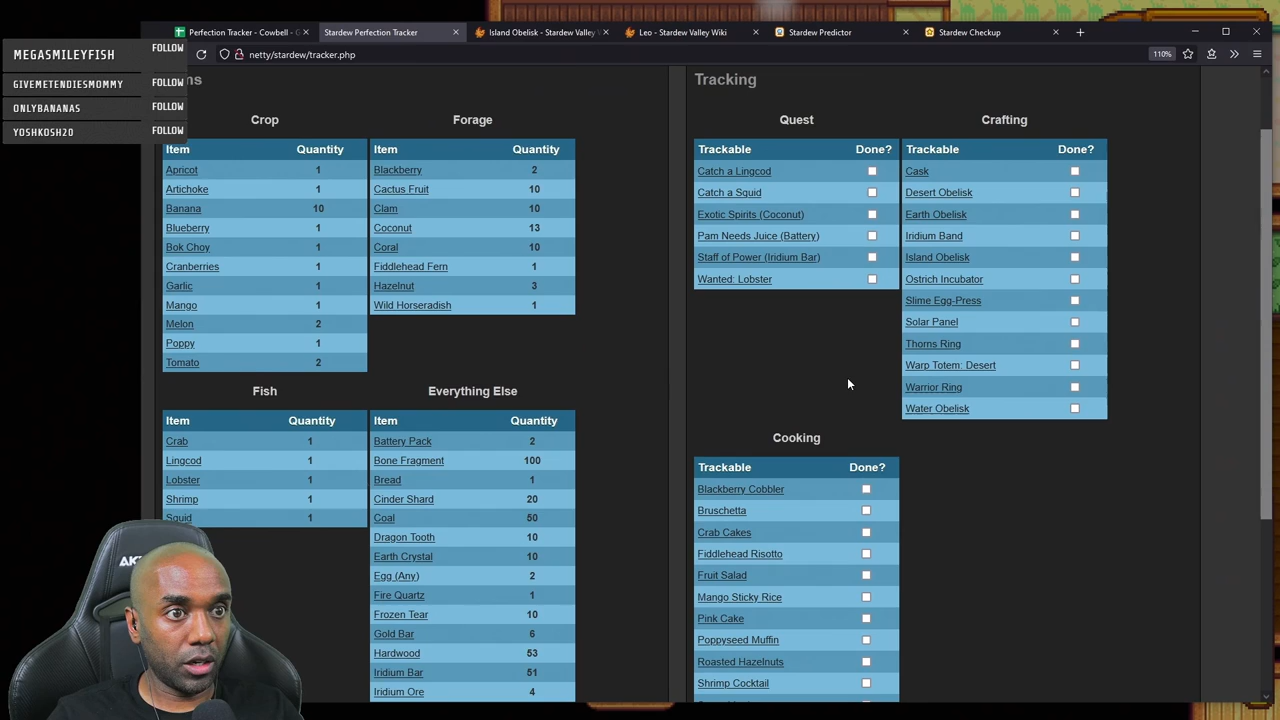 Perfection Tracker - Cowbell - G
Stardew Perfection Tracker
Island Obelisk - Stardew Valley W
Leo - Stardew Valley Wiki
Stardew Predictor
Stardew Checkup
MEGASMILEYFISH FOLLOW
GIVEMETENDIESMOMMY FOLLOW
ONLYBANANAS FOLLOW
YOSHKOSH20 FOLLOW
netty/stardew/tracker.php
110%
Tracking
Crop
Item Quantity
Apricot 1
Artichoke 1
Banana 10
Blueberry 1
Bok Choy 1
Cranberries 1
Garlic 1
Mango 1
Melon 2
Poppy 1
Tomato 2
Forage
Item Quantity
Blackberry 2
Cactus Fruit 10
Clam 10
Coconut 13
Coral 10
Fiddlehead Fern 1
Hazelnut 3
Wild Horseradish 1
Fish
Item Quantity
Crab 1
Lingcod 1
Lobster 1
Shrimp 1
Squid 1
Everything Else
Item Quantity
Battery Pack 2
Bone Fragment 100
Bread 1
Cinder Shard 20
Coal 50
Dragon Tooth 10
Earth Crystal 10
Egg (Any) 2
Fire Quartz 1
Frozen Tear 10
Gold Bar 6
Hardwood 53
Iridium Bar 51
Iridium Ore 4
Quest
Trackable Done?
Catch a Lingcod
Catch a Squid
Exotic Spirits (Coconut)
Pam Needs Juice (Battery)
Staff of Power (Iridium Bar)
Wanted: Lobster
Crafting
Trackable Done?
Cask
Desert Obelisk
Earth Obelisk
Iridium Band
Island Obelisk
Ostrich Incubator
Slime Egg-Press
Solar Panel
Thorns Ring
Warp Totem: Desert
Warrior Ring
Water Obelisk
Cooking
Trackable Done?
Blackberry Cobbler
Bruschetta
Crab Cakes
Fiddlehead Risotto
Fruit Salad
Mango Sticky Rice
Pink Cake
Poppyseed Muffin
Roasted Hazelnuts
Shrimp Cocktail